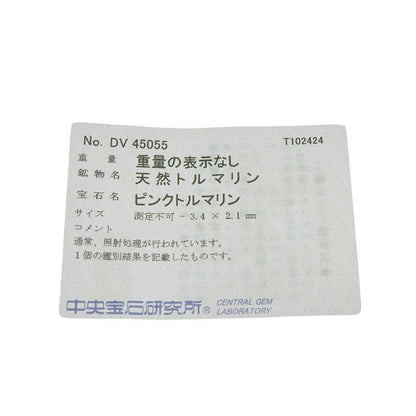 No. DV 45055 T102424
重量 重量の表示なし
鉱物名 天然トルマリン
宝石名 ピンクトルマリン
サイズ 測定不可 - 3.4 × 2.1 mm
コメント
通常、照射処理が行われています。
1個の鑑別結果を記載したものです。
中央宝石研究所® CENTRAL GEM LABORATORY